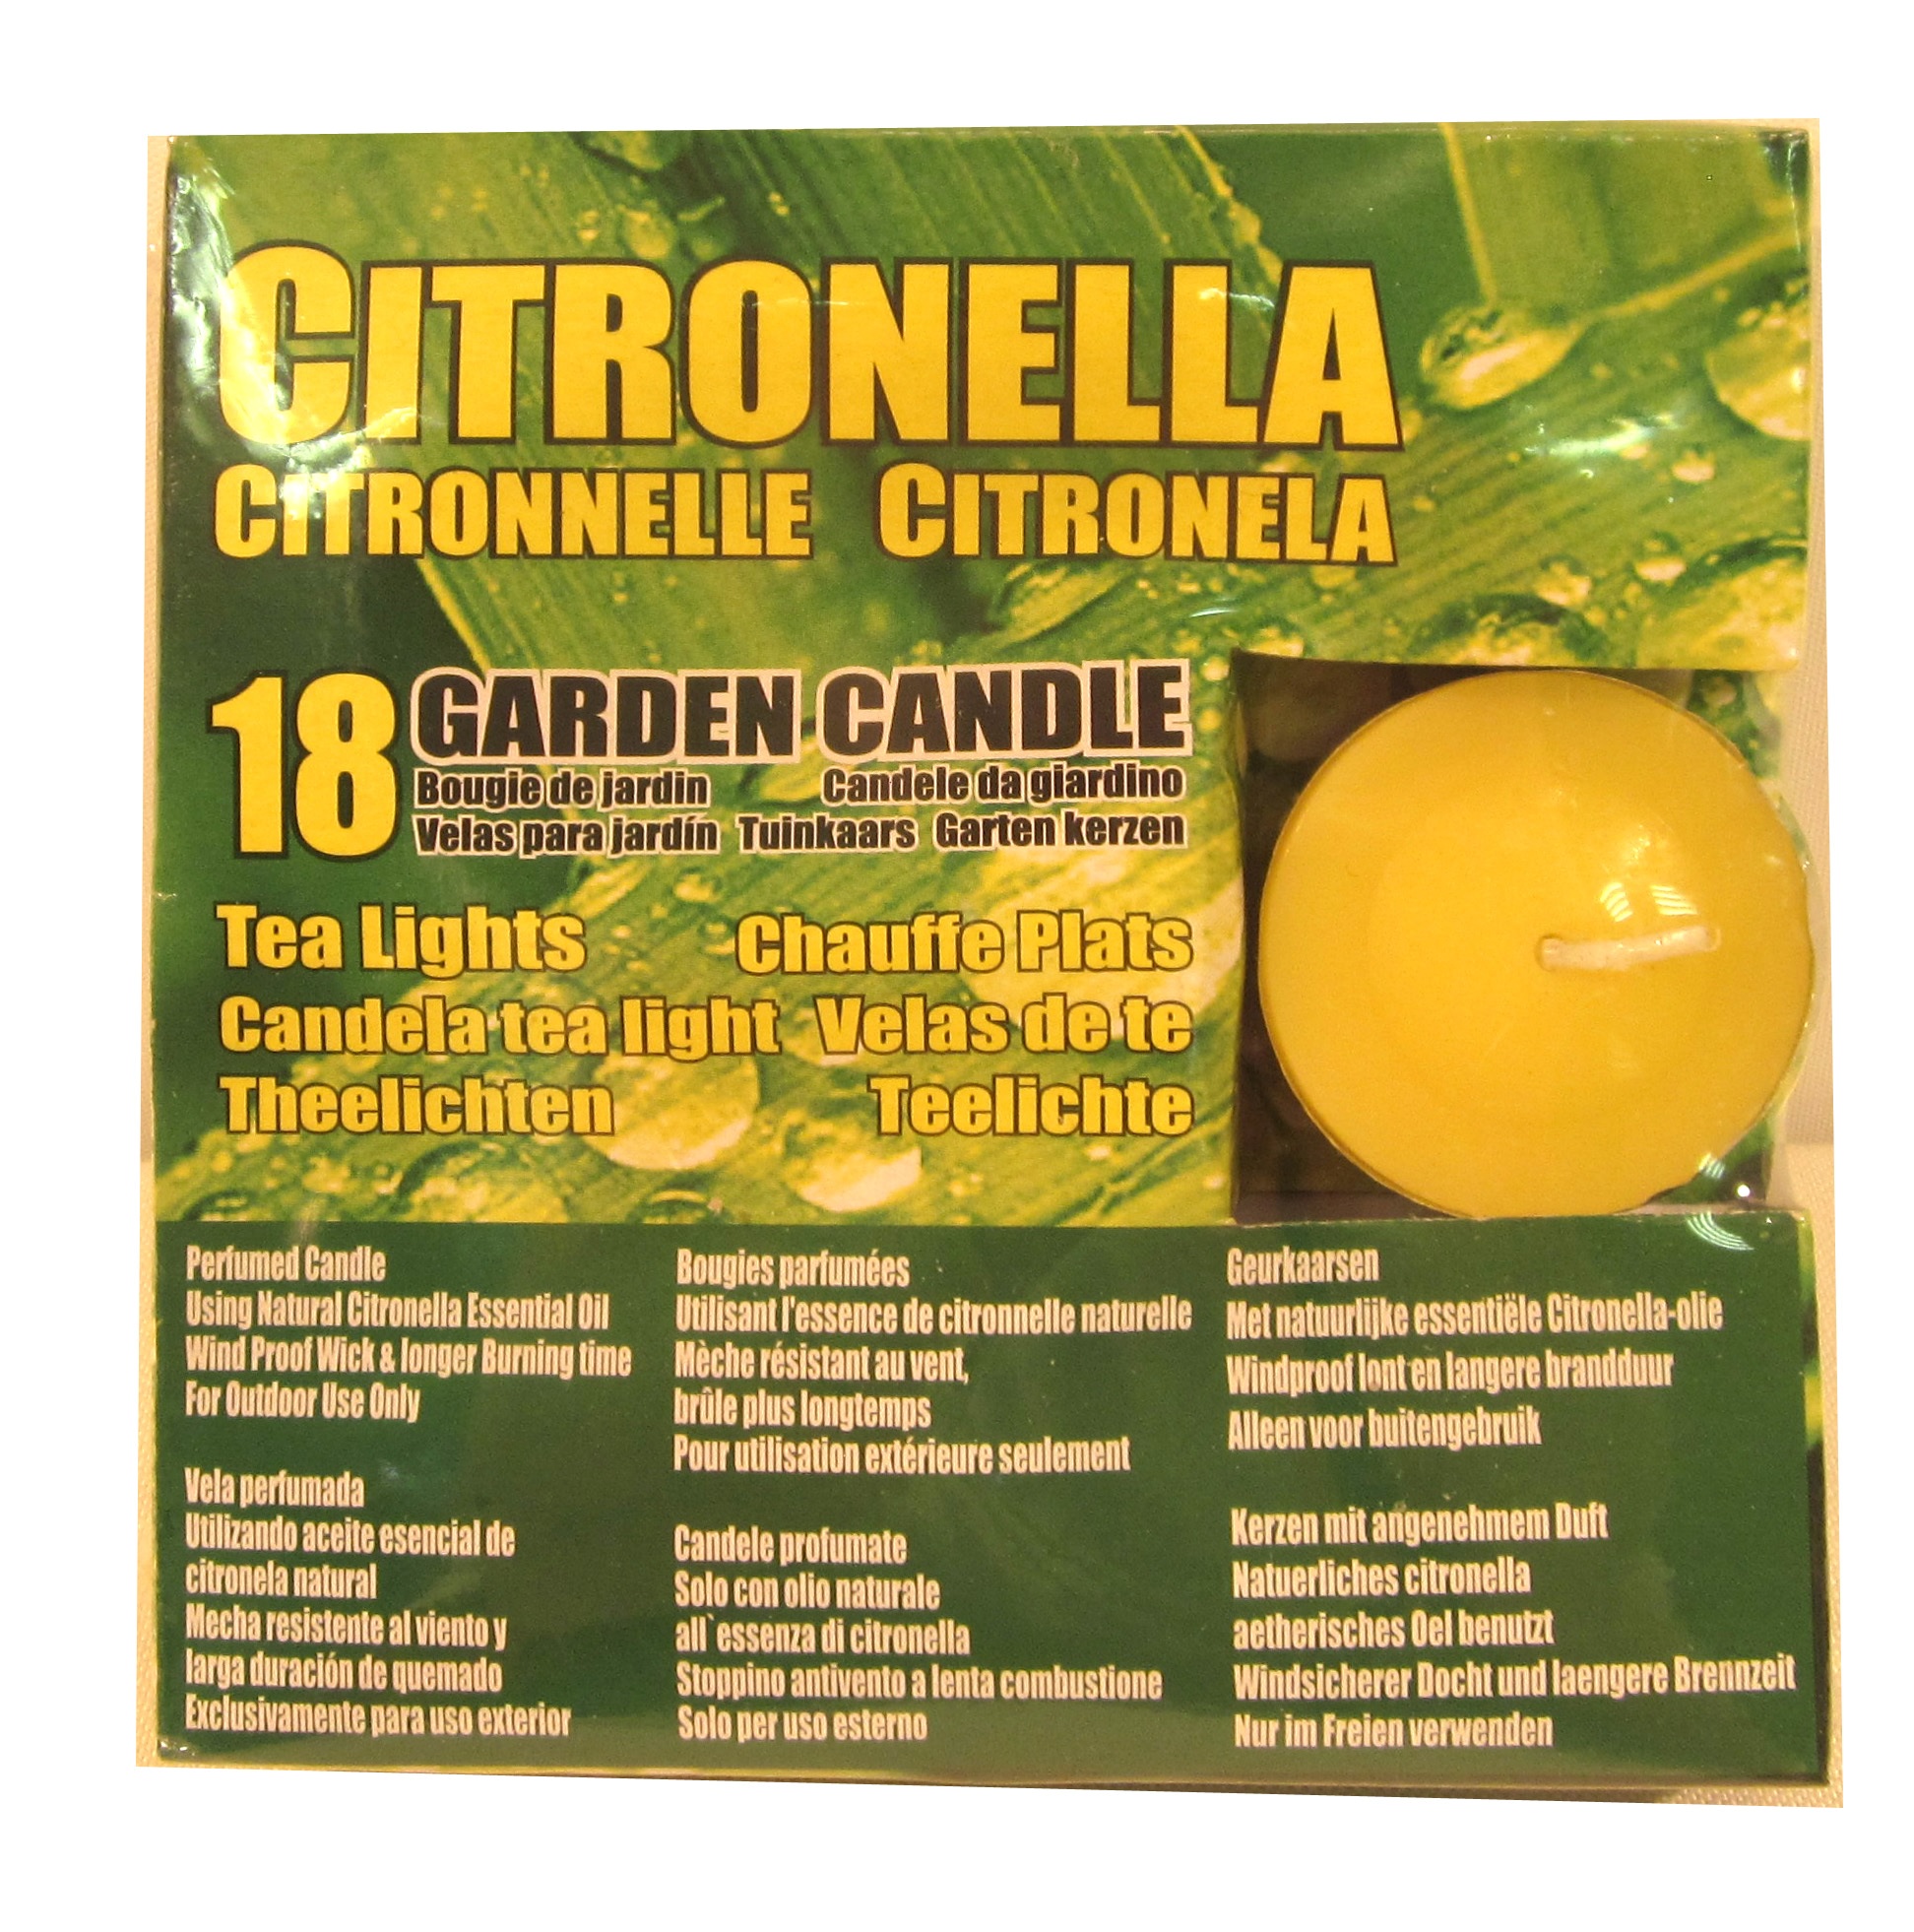 CITRONELLA
CITRONNELLE CITRONELA
18 GARDEN CANDLE
Bougie de jardin Candele da giardino
Velas para jardín Tuinkaars Garten kerzen
Tea Lights Chauffe Plats
Candela tea light Velas de te
Theelichten Teelichte
Perfumed Candle
Using Natural Citronella Essential Oil
Wind Proof Wick & longer Burning time
For Outdoor Use Only
Vela perfumada
Utilizando aceite esencial de
citronela natural
Mecha resistente al viento y
larga duración de quemado
Exclusivamente para uso exterior
Bougies parfumées
Utilisant l'essence de citronnelle naturelle
Mèche résistant au vent,
brûle plus longtemps
Pour utilisation extérieure seulement
Candele profumate
Solo con olio naturale
all`essenza di citronella
Stoppino antivento a lenta combustione
Solo per uso esterno
Geurkaarsen
Met natuurlijke essentiële Citronella-olie
Windproof lont en langere brandduur
Alleen voor buitengebruik
Kerzen mit angenehmem Duft
Natuerliches citronella
aetherisches Oel benutzt
Windsicherer Docht und laengere Brennzeit
Nur im Freien verwenden